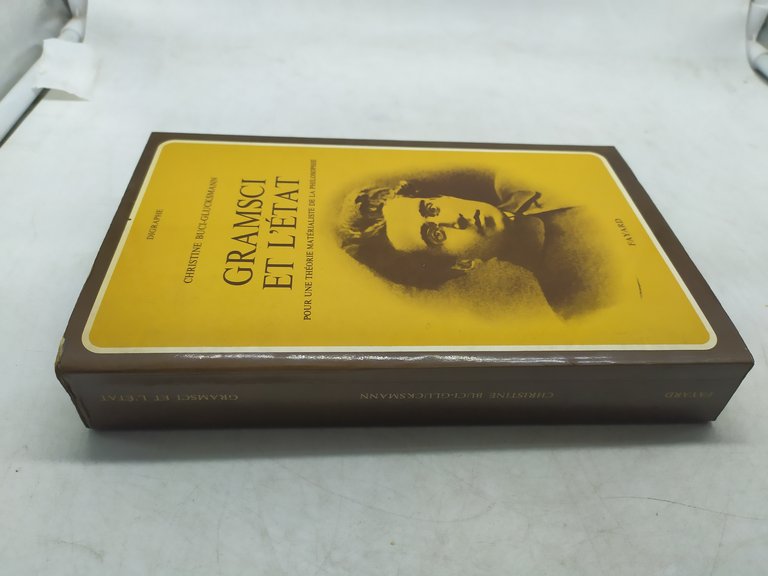 DIGRAPHE
CHRISTINE BUCI-GLUCKSMANN
GRAMSCI
ET L'ÉTAT
POUR UNE THÉORIE MATÉRIALISTE DE LA PHILOSOPHIE
FAYARD
GRAMSCI ET L'ÉTAT
CHRISTINE BUCI-GLUCKSMANN
FAYARD